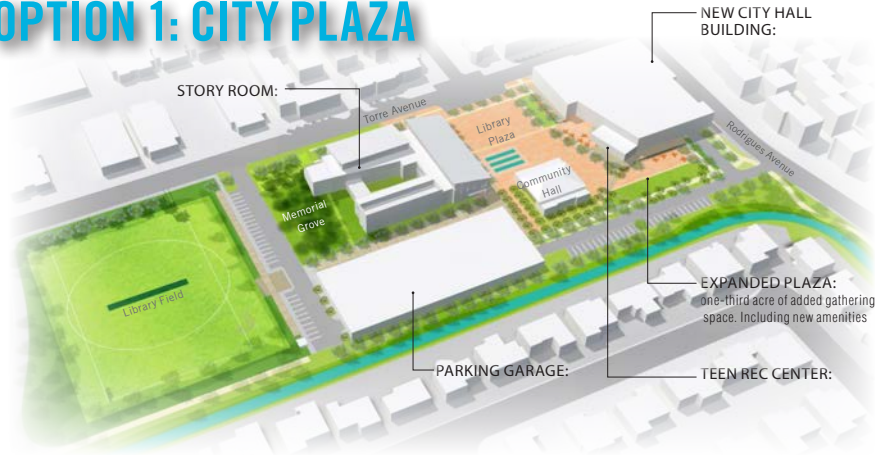 OPTION 1: CITY PLAZA
NEW CITY HALL
BUILDING:
STORY ROOM:
Torre Avenue
Library
Plaza
Rodrigues Avenue
Community
Hall
Memorial
Grove
Library Field
EXPANDED PLAZA:
one-third acre of added gathering
space. Including new amenities
PARKING GARAGE:
TEEN REC CENTER: